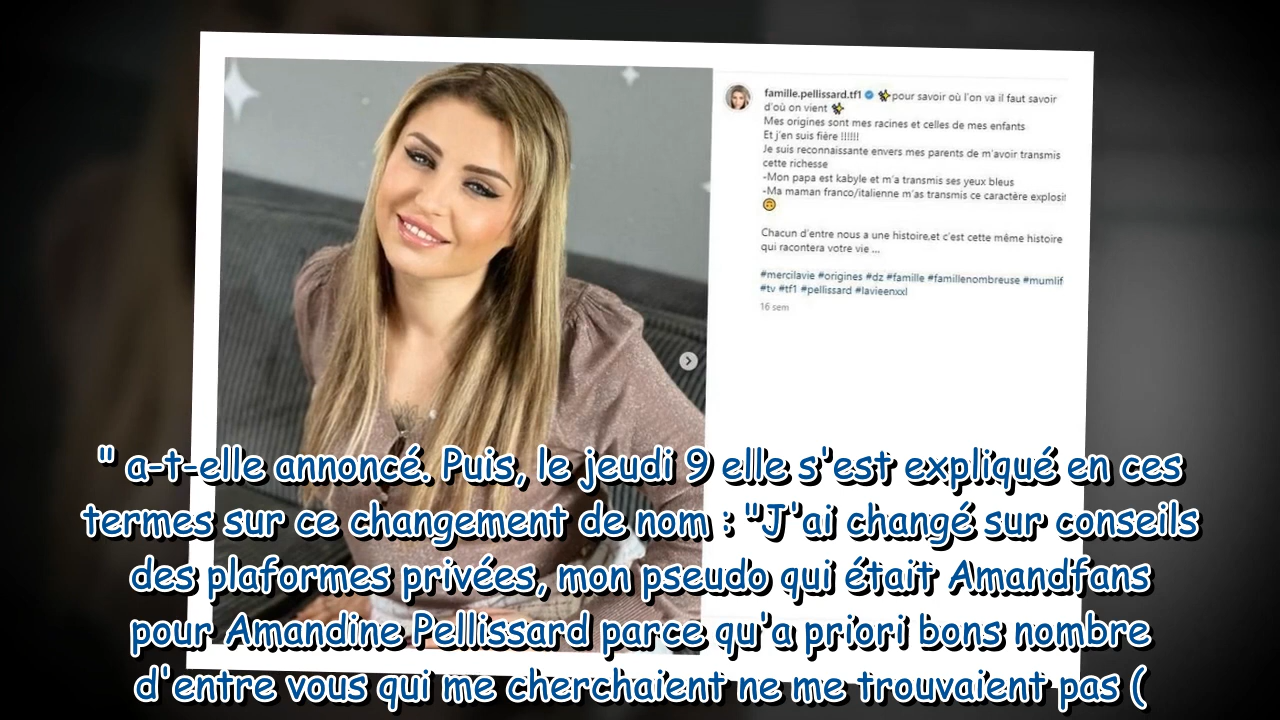 famille.pellissard.tf1 ✨pour savoir où l'on va il faut savoir
d'où on vient ✨
Mes origines sont mes racines et celles de mes enfants
Et j'en suis fière !!!!!!
Je suis reconnaissante envers mes parents de m'avoir transmis
cette richesse
-Mon papa est kabyle et m'a transmis ses yeux bleus
-Ma maman franco/italienne m'as transmis ce caractère explosi
🙃
Chacun d'entre nous a une histoire,et c'est cette même histoire
qui racontera votre vie ...
#mercilavie #origines #dz #famille #famillenombreuse #mumlif
#tv #tf1 #pellissard #lavieenxxl
16 sem
" a-t-elle annoncé. Puis, le jeudi 9 elle s'est expliqué en ces
termes sur ce changement de nom : "J'ai changé sur conseils
des plaformes privées, mon pseudo qui était Amandfans
pour Amandine Pellissard parce qu'a priori bons nombre
d'entre vous qui me cherchaient ne me trouvaient pas (